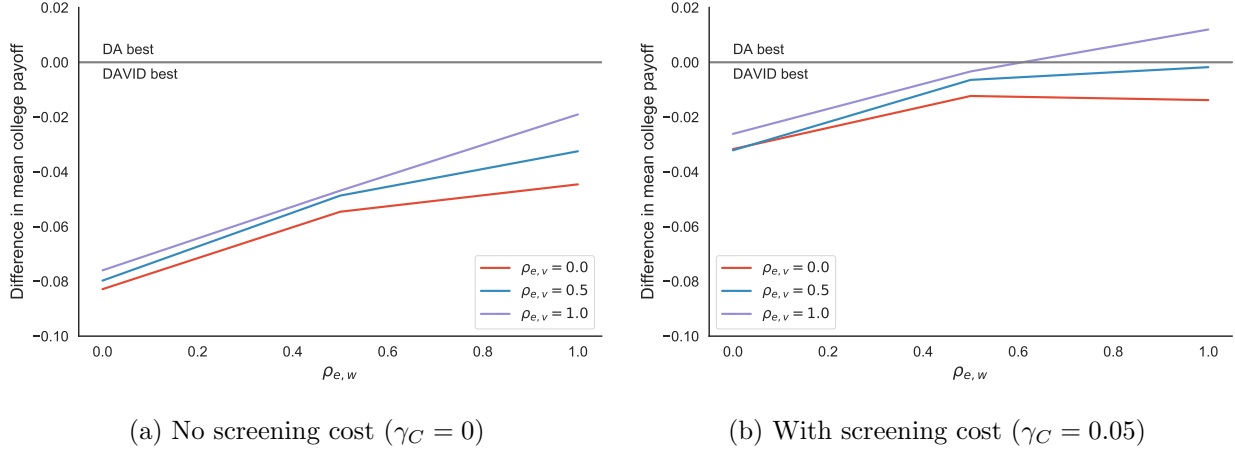 0.02
0.00
−0.02
−0.04
−0.06
−0.08
−0.10
Difference in mean college payoff
DA best
DAVID best
ρe,v = 0.0
ρe,v = 0.5
ρe,v = 1.0
0.0 0.2 0.4 0.6 0.8 1.0
ρe,w
(a) No screening cost (γC = 0)
0.02
0.00
−0.02
−0.04
−0.06
−0.08
−0.10
Difference in mean college payoff
DA best
DAVID best
ρe,v = 0.0
ρe,v = 0.5
ρe,v = 1.0
0.0 0.2 0.4 0.6 0.8 1.0
ρe,w
(b) With screening cost (γC = 0.05)